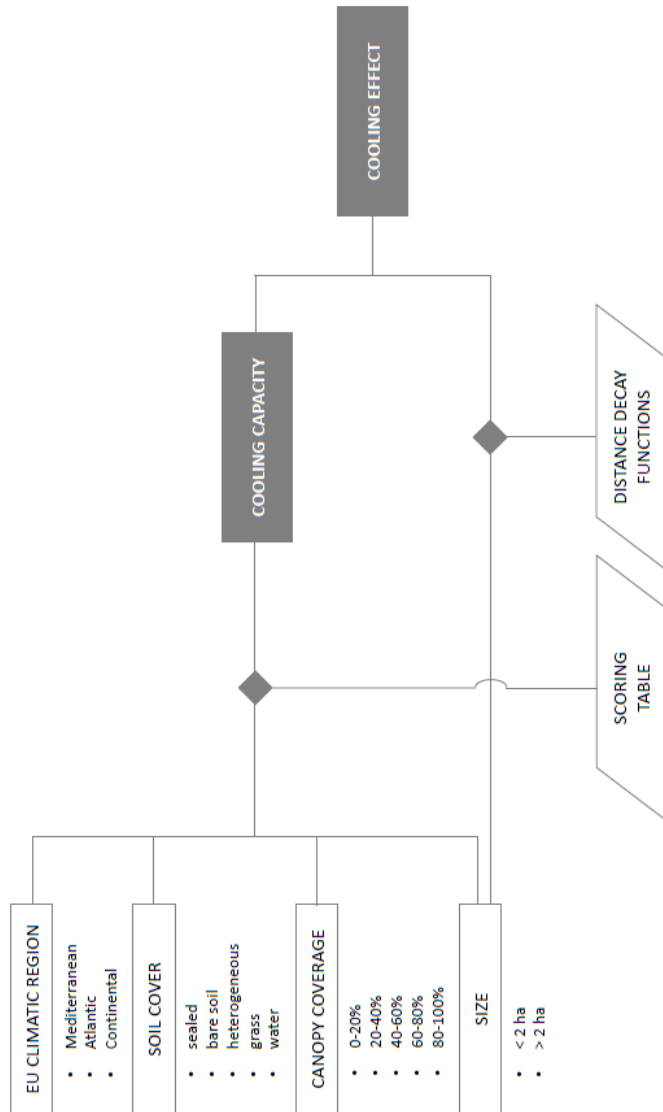 EU CLIMATIC REGION
• Mediterranean
• Atlantic
• Continental
SOIL COVER
• sealed
• bare soil
• heterogeneous
• grass
• water
CANOPY COVERAGE
• 0-20%
• 20-40%
• 40-60%
• 60-80%
• 80-100%
SIZE
• < 2 ha
• > 2 ha
COOLING CAPACITY
COOLING EFFECT
SCORING
TABLE
DISTANCE DECAY
FUNCTIONS